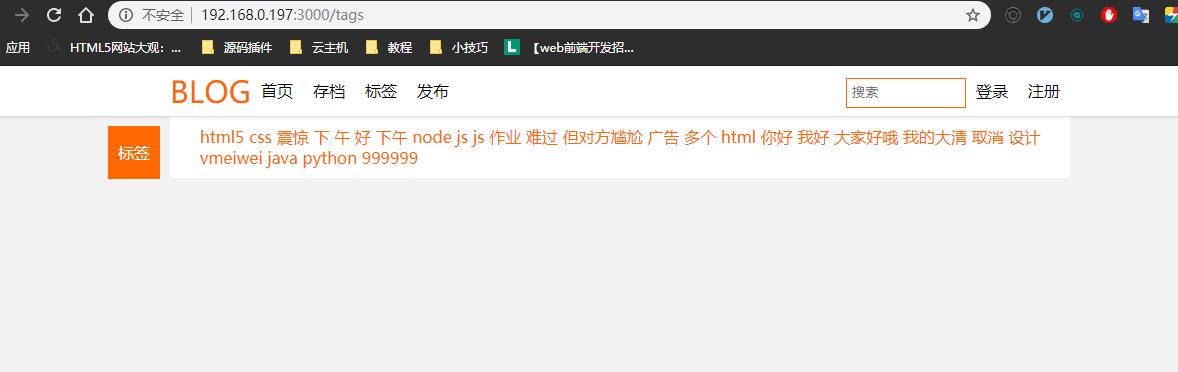 不安全 192.168.0.197:3000/tags
应用 HTML5网站大观：... 源码插件 云主机 教程 小技巧 L 【web前端开发招...
BLOG 首页 存档 标签 发布 搜索 登录 注册
标签
html5 css 震惊 下 午 好 下午 node js js 作业 难过 但对方尴尬 广告 多个 html 你好 我好 大家好哦 我的大清 取消 设计
vmeiwei java python 999999